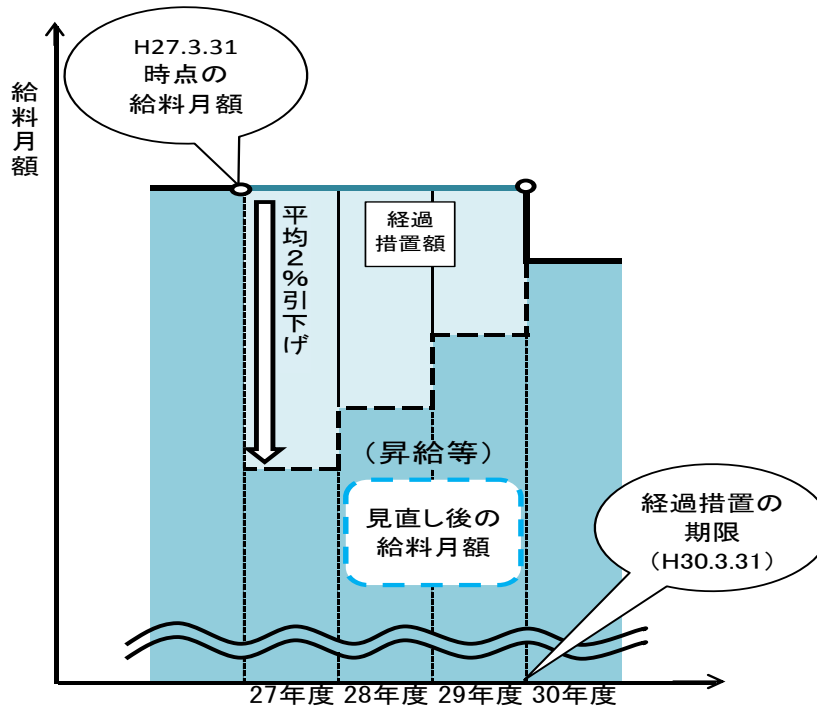 H27.3.31
時点の
給料月額
給料月額
平均２％引下げ
経過
措置額
（昇給等）
見直し後の
給料月額
経過措置の
期限
（H30.3.31）
27年度
28年度
29年度
30年度